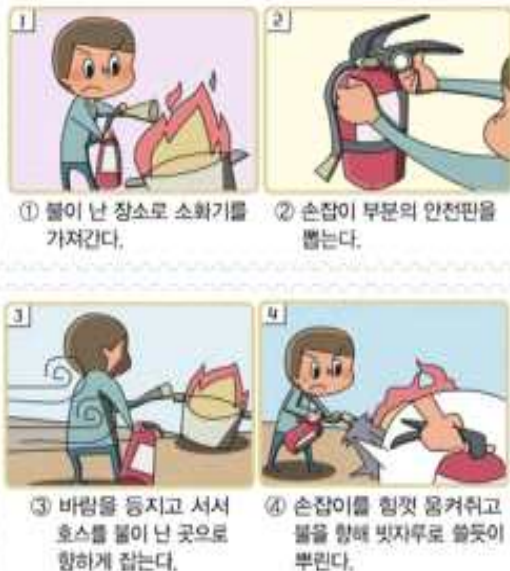 1
① 불이 난 장소로 소화기를
가져간다.
2
② 손잡이 부분의 안전핀을
뽑는다.
3
③ 바람을 등지고 서서
호스를 불이 난 곳으로
향하게 잡는다.
4
④ 손잡이를 힘껏 움켜쥐고
불을 향해 빗자루로 쓸듯이
뿌린다.